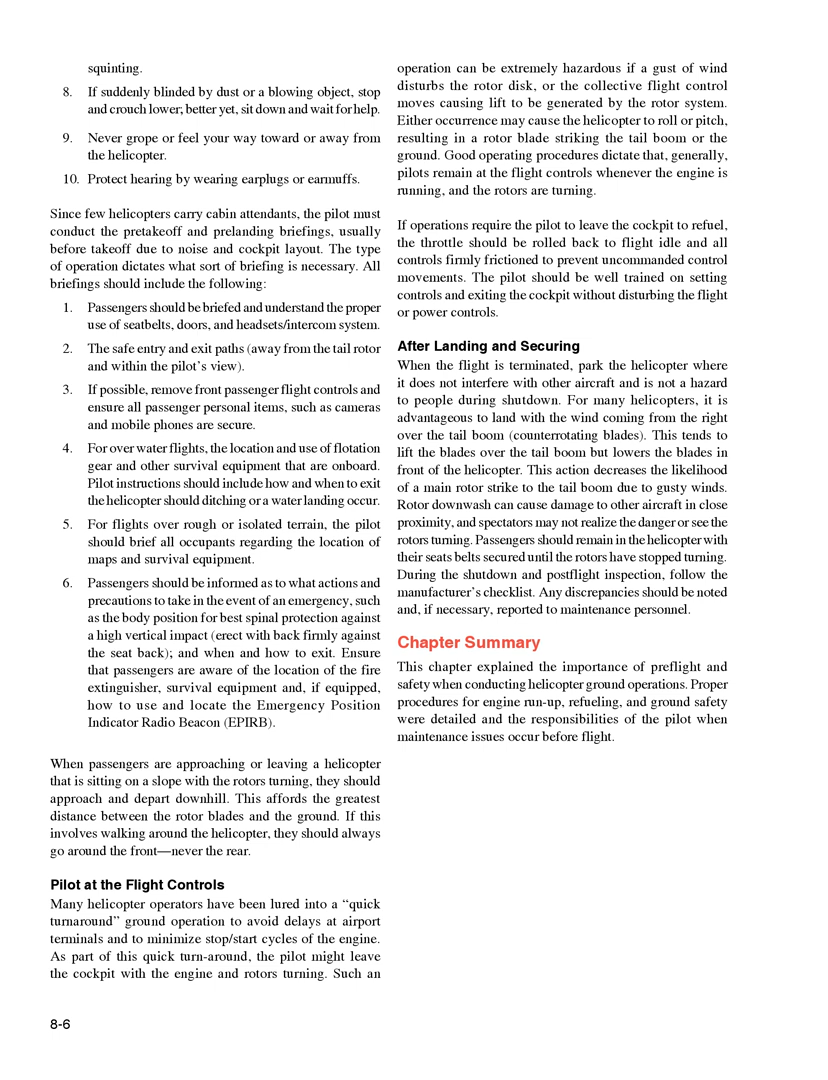 squinting.
8. If suddenly blinded by dust or a blowing object, stop
and crouch lower; better yet, sit down and wait for help.
9. Never grope or feel your way toward or away from
the helicopter.
10. Protect hearing by wearing earplugs or earmuffs.
Since few helicopters carry cabin attendants, the pilot must
conduct the pretakeoff and prelanding briefings, usually
before takeoff due to noise and cockpit layout. The type
of operation dictates what sort of briefing is necessary. All
briefings should include the following:
1. Passengers should be briefed and understand the proper
use of seatbelts, doors, and headsets/intercom system.
2. The safe entry and exit paths (away from the tail rotor
and within the pilot’s view).
3. If possible, remove front passenger flight controls and
ensure all passenger personal items, such as cameras
and mobile phones are secure.
4. For over water flights, the location and use of flotation
gear and other survival equipment that are onboard.
Pilot instructions should include how and when to exit
the helicopter should ditching or a water landing occur.
5. For flights over rough or isolated terrain, the pilot
should brief all occupants regarding the location of
maps and survival equipment.
6. Passengers should be informed as to what actions and
precautions to take in the event of an emergency, such
as the body position for best spinal protection against
a high vertical impact (erect with back firmly against
the seat back); and when and how to exit. Ensure
that passengers are aware of the location of the fire
extinguisher, survival equipment and, if equipped,
how to use and locate the Emergency Position
Indicator Radio Beacon (EPIRB).
When passengers are approaching or leaving a helicopter
that is sitting on a slope with the rotors turning, they should
approach and depart downhill. This affords the greatest
distance between the rotor blades and the ground. If this
involves walking around the helicopter, they should always
go around the front—never the rear.
Pilot at the Flight Controls
Many helicopter operators have been lured into a “quick
turnaround” ground operation to avoid delays at airport
terminals and to minimize stop/start cycles of the engine.
As part of this quick turn-around, the pilot might leave
the cockpit with the engine and rotors turning. Such an
operation can be extremely hazardous if a gust of wind
disturbs the rotor disk, or the collective flight control
moves causing lift to be generated by the rotor system.
Either occurrence may cause the helicopter to roll or pitch,
resulting in a rotor blade striking the tail boom or the
ground. Good operating procedures dictate that, generally,
pilots remain at the flight controls whenever the engine is
running, and the rotors are turning.
If operations require the pilot to leave the cockpit to refuel,
the throttle should be rolled back to flight idle and all
controls firmly frictioned to prevent uncommanded control
movements. The pilot should be well trained on setting
controls and exiting the cockpit without disturbing the flight
or power controls.
After Landing and Securing
When the flight is terminated, park the helicopter where
it does not interfere with other aircraft and is not a hazard
to people during shutdown. For many helicopters, it is
advantageous to land with the wind coming from the right
over the tail boom (counterrotating blades). This tends to
lift the blades over the tail boom but lowers the blades in
front of the helicopter. This action decreases the likelihood
of a main rotor strike to the tail boom due to gusty winds.
Rotor downwash can cause damage to other aircraft in close
proximity, and spectators may not realize the danger or see the
rotors turning. Passengers should remain in the helicopter with
their seats belts secured until the rotors have stopped turning.
During the shutdown and postflight inspection, follow the
manufacturer’s checklist. Any discrepancies should be noted
and, if necessary, reported to maintenance personnel.
Chapter Summary
This chapter explained the importance of preflight and
safety when conducting helicopter ground operations. Proper
procedures for engine run-up, refueling, and ground safety
were detailed and the responsibilities of the pilot when
maintenance issues occur before flight.
8-6